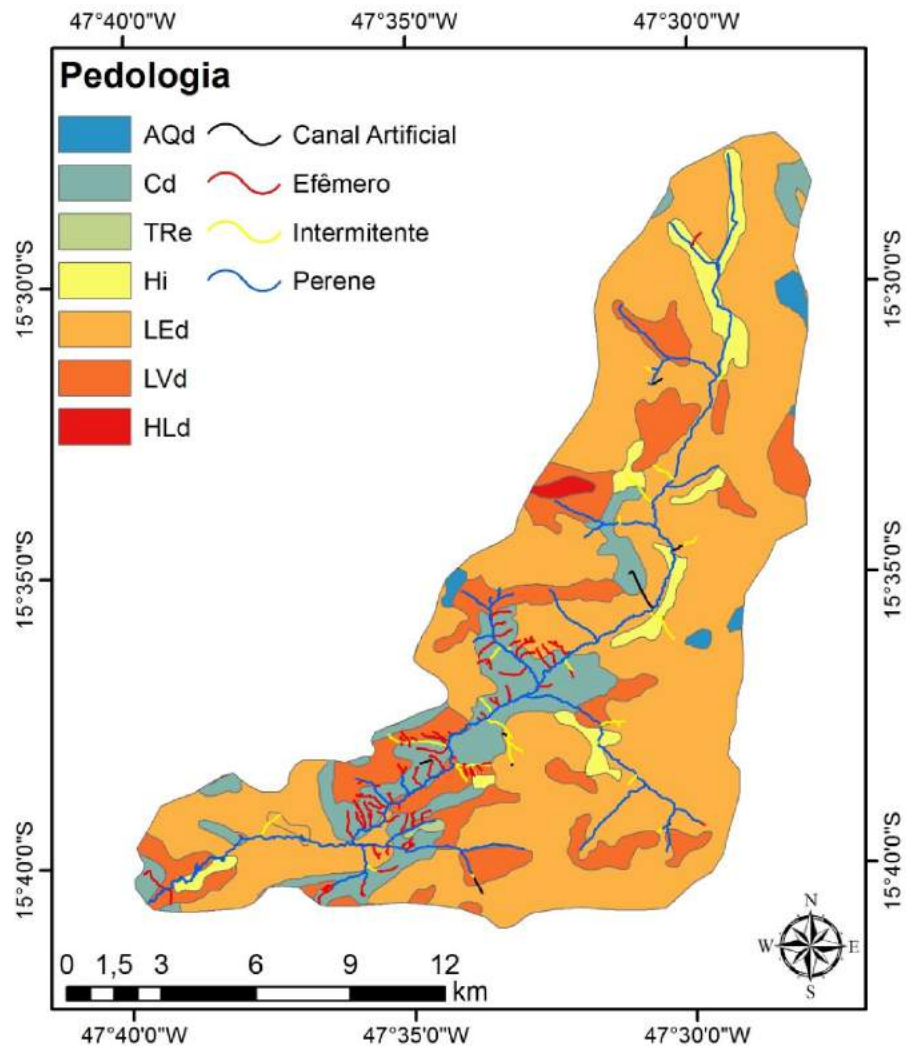 47°40'0"W 47°35'0"W 47°30'0"W
Pedologia
AQd Canal Artificial
Cd Efêmero
TRe Intermitente
Hi Perene
LEd
LVd
HLd
15°30'0"S 15°30'0"S
15°35'0"S 15°35'0"S
15°40'0"S 15°40'0"S
N
W E
S
0 1,5 3 6 9 12
km
47°40'0"W 47°35'0"W 47°30'0"W